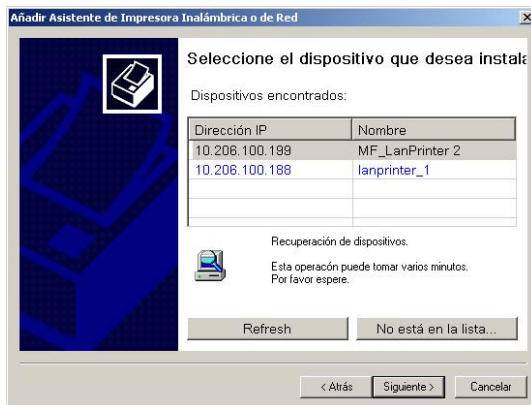 Añadir Asistente de Impresora Inalámbrica o de Red
Seleccione el dispositivo que desea instala
Dispositivos encontrados:
Dirección IP Nombre
10.206.100.199 MF_LanPrinter 2
10.206.100.188 lanprinter_1
Recuperación de dispositivos.
Esta operacón puede tomar varios minutos.
Por favor espere.
Refresh No está en la lista...
< Atrás Siguiente > Cancelar